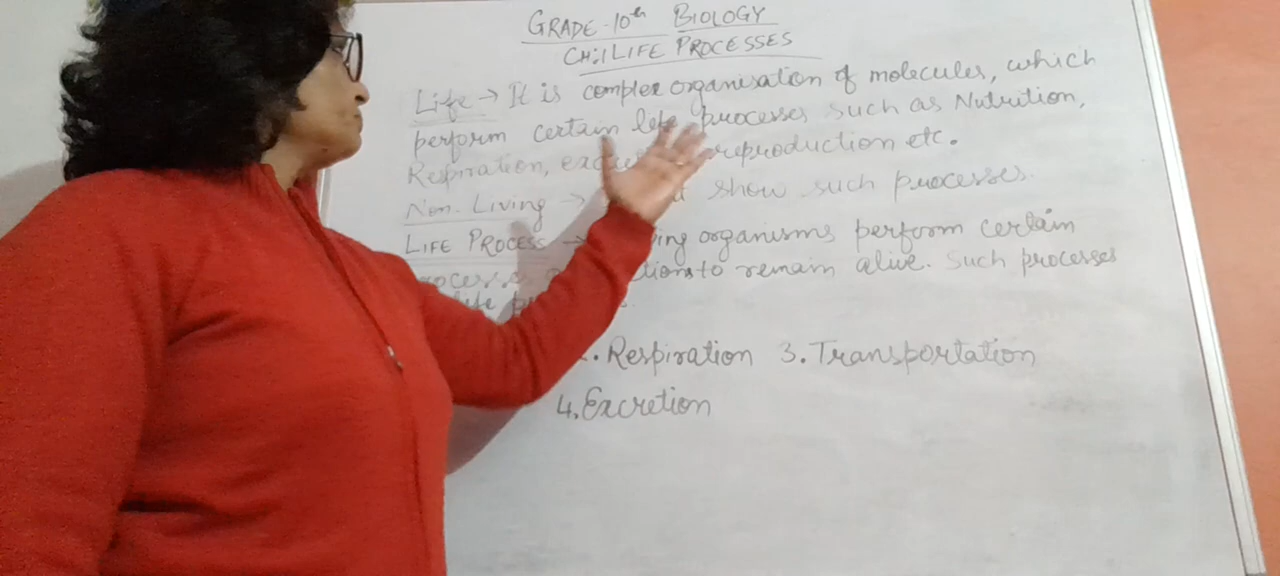 GRADE-10th BIOLOGY
CH:1 LIFE PROCESSES
Life → It is complex organisation of molecules, which
perform certain life processes such as Nutrition,
Respiration, reproduction etc.
Non-Living → show such processes.
LIFE PROCESS → organisms perform certain
to remain alive. Such processes
life
Respiration 3. Transportation
4. Excretion